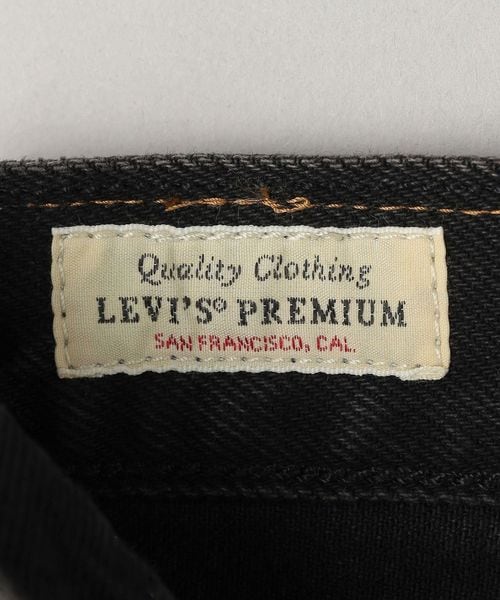 Quality Clothing
LEVI'S® PREMIUM
SAN FRANCISCO, CAL.